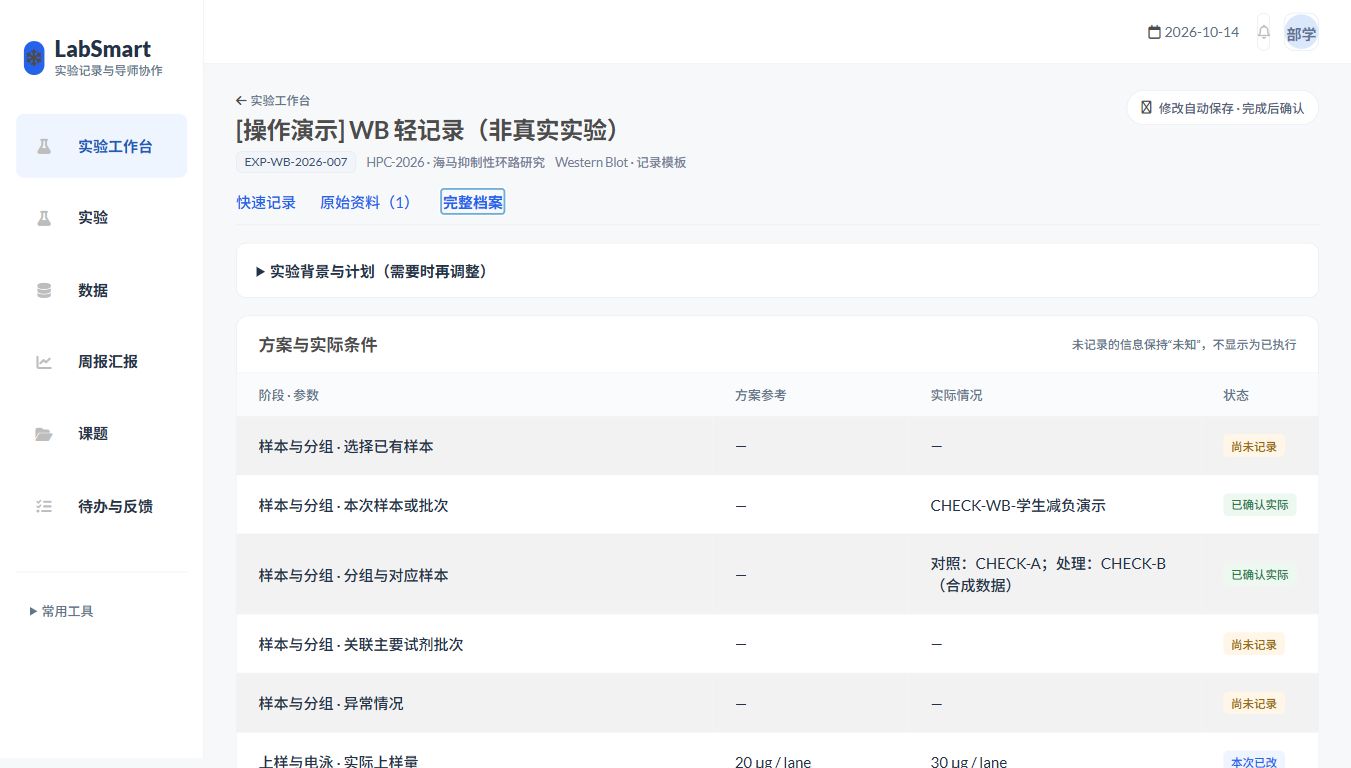 LabSmart
实验记录与导师协作
实验工作台
实验
数据
周报汇报
课题
待办与反馈
常用工具
2026-10-14
部学
← 实验工作台
[操作演示] WB 轻记录（非真实实验）
修改自动保存 · 完成后确认
EXP-WB-2026-007 HPC-2026 · 海马抑制性环路研究 Western Blot · 记录模板
快速记录 原始资料（1） 完整档案
实验背景与计划（需要时再调整）
方案与实际条件 未记录的信息保持“未知”，不显示为已执行
阶段 · 参数 方案参考 实际情况 状态
样本与分组 · 选择已有样本 — — 尚未记录
样本与分组 · 本次样本或批次 — CHECK-WB-学生减负演示 已确认实际
样本与分组 · 分组与对应样本 — 对照：CHECK-A；处理：CHECK-B
（合成数据） 已确认实际
样本与分组 · 关联主要试剂批次 — — 尚未记录
样本与分组 · 异常情况 — — 尚未记录
上样与电泳 · 实际上样量 20 µg / lane 30 µg / lane 本次已改